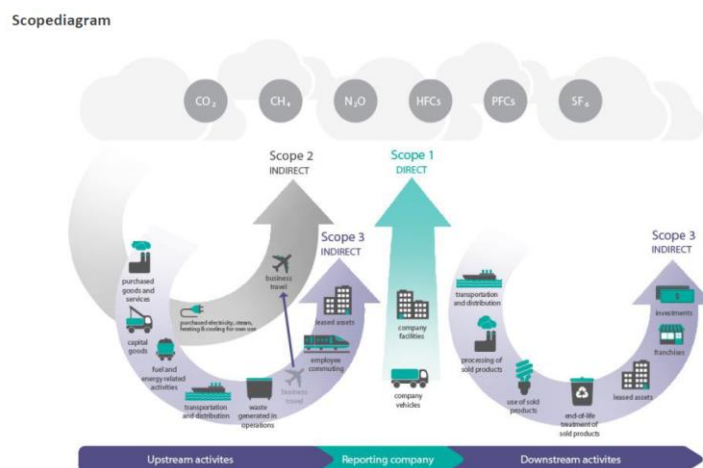 Scopediagram
CO₂
CH₄
N₂O
HFCs
PFCs
SF₆
Scope 2
INDIRECT
Scope 1
DIRECT
Scope 3
INDIRECT
Scope 3
INDIRECT
purchased
goods and
services
capital
goods
fuel and
energy related
activities
purchased electricity, steam,
heating & cooling for own use
transportation
and distribution
waste
generated in
operations
business
travel
business
travel
employee
commuting
leased assets
company
facilities
company
vehicles
transportation
and distribution
processing of
sold products
use of sold
products
end-of-life
treatment of
sold products
leased assets
franchises
investments
Upstream activites
Reporting company
Downstream activites